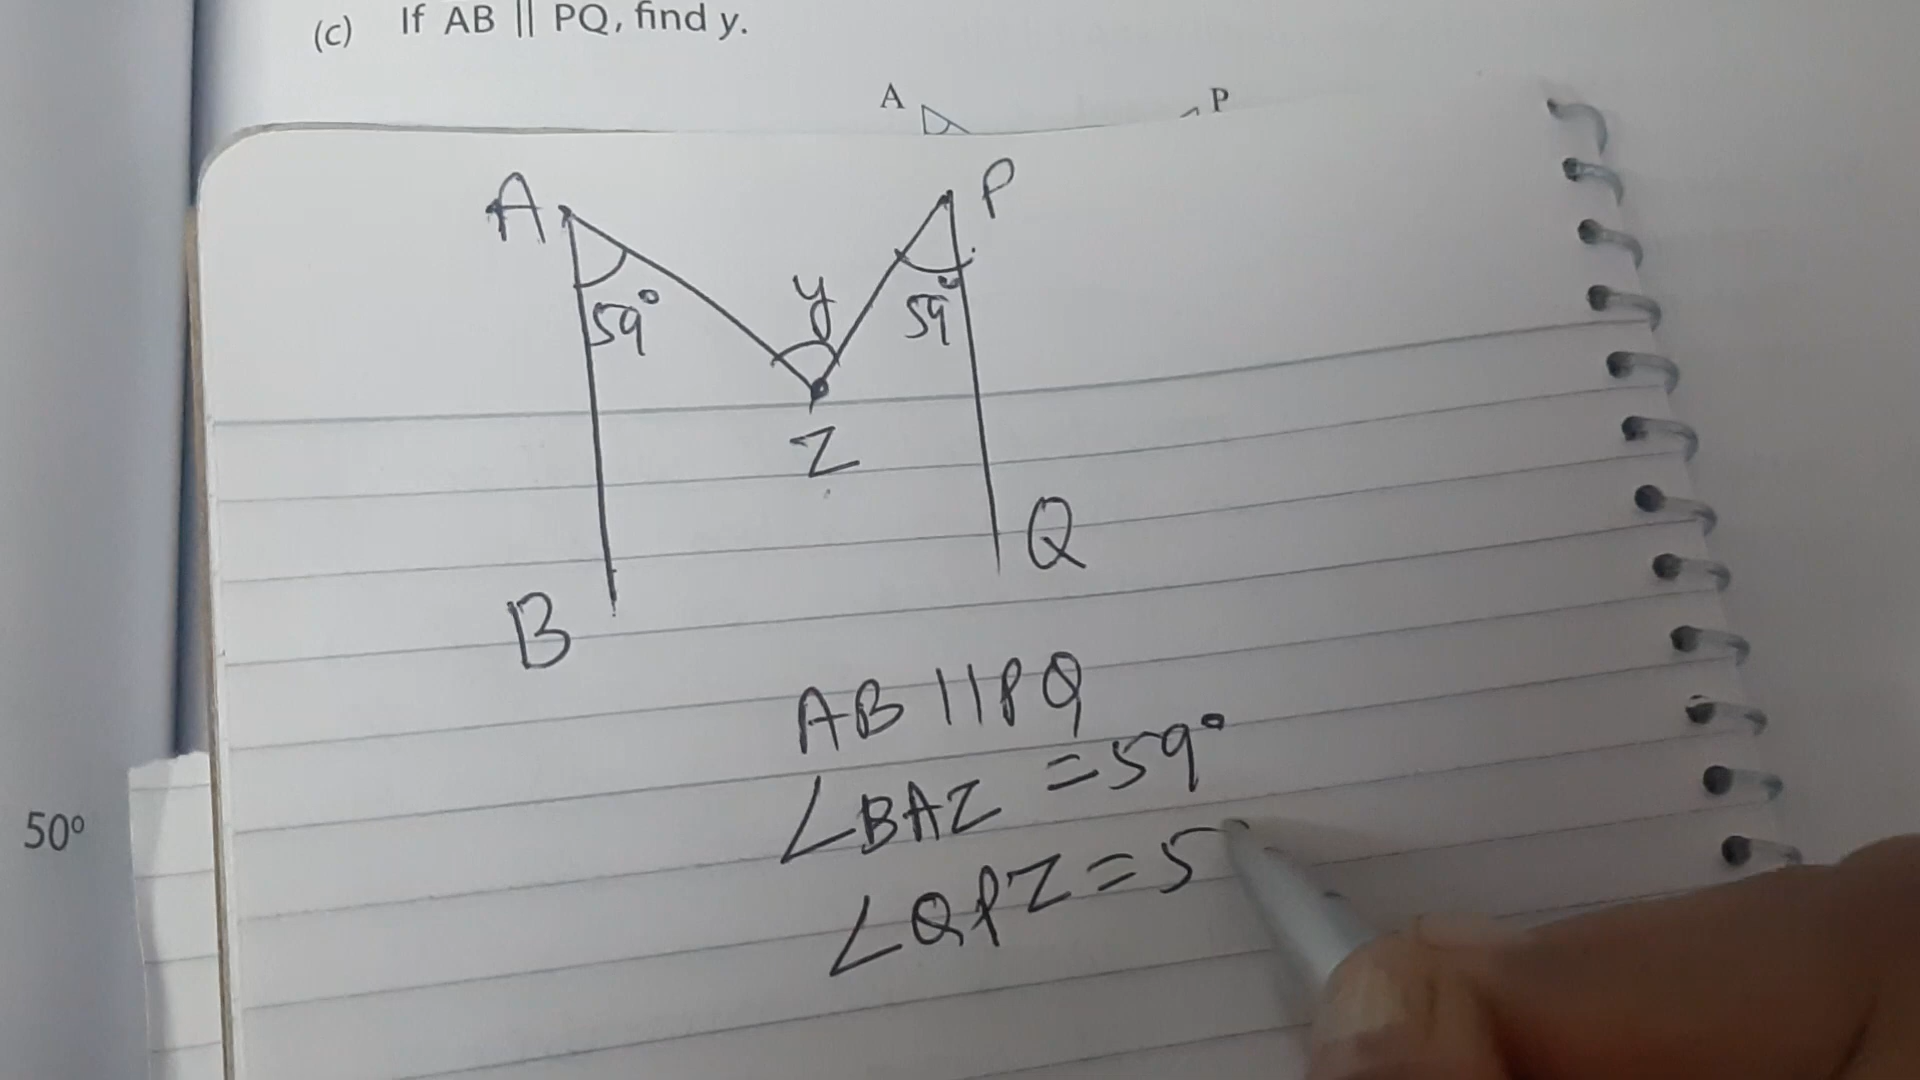 (c) If AB || PQ, find y.
A P
A P
y
59° 59°
Z
Q
B
AB || PQ
∠BAZ = 59°
50°
∠QPZ = 5